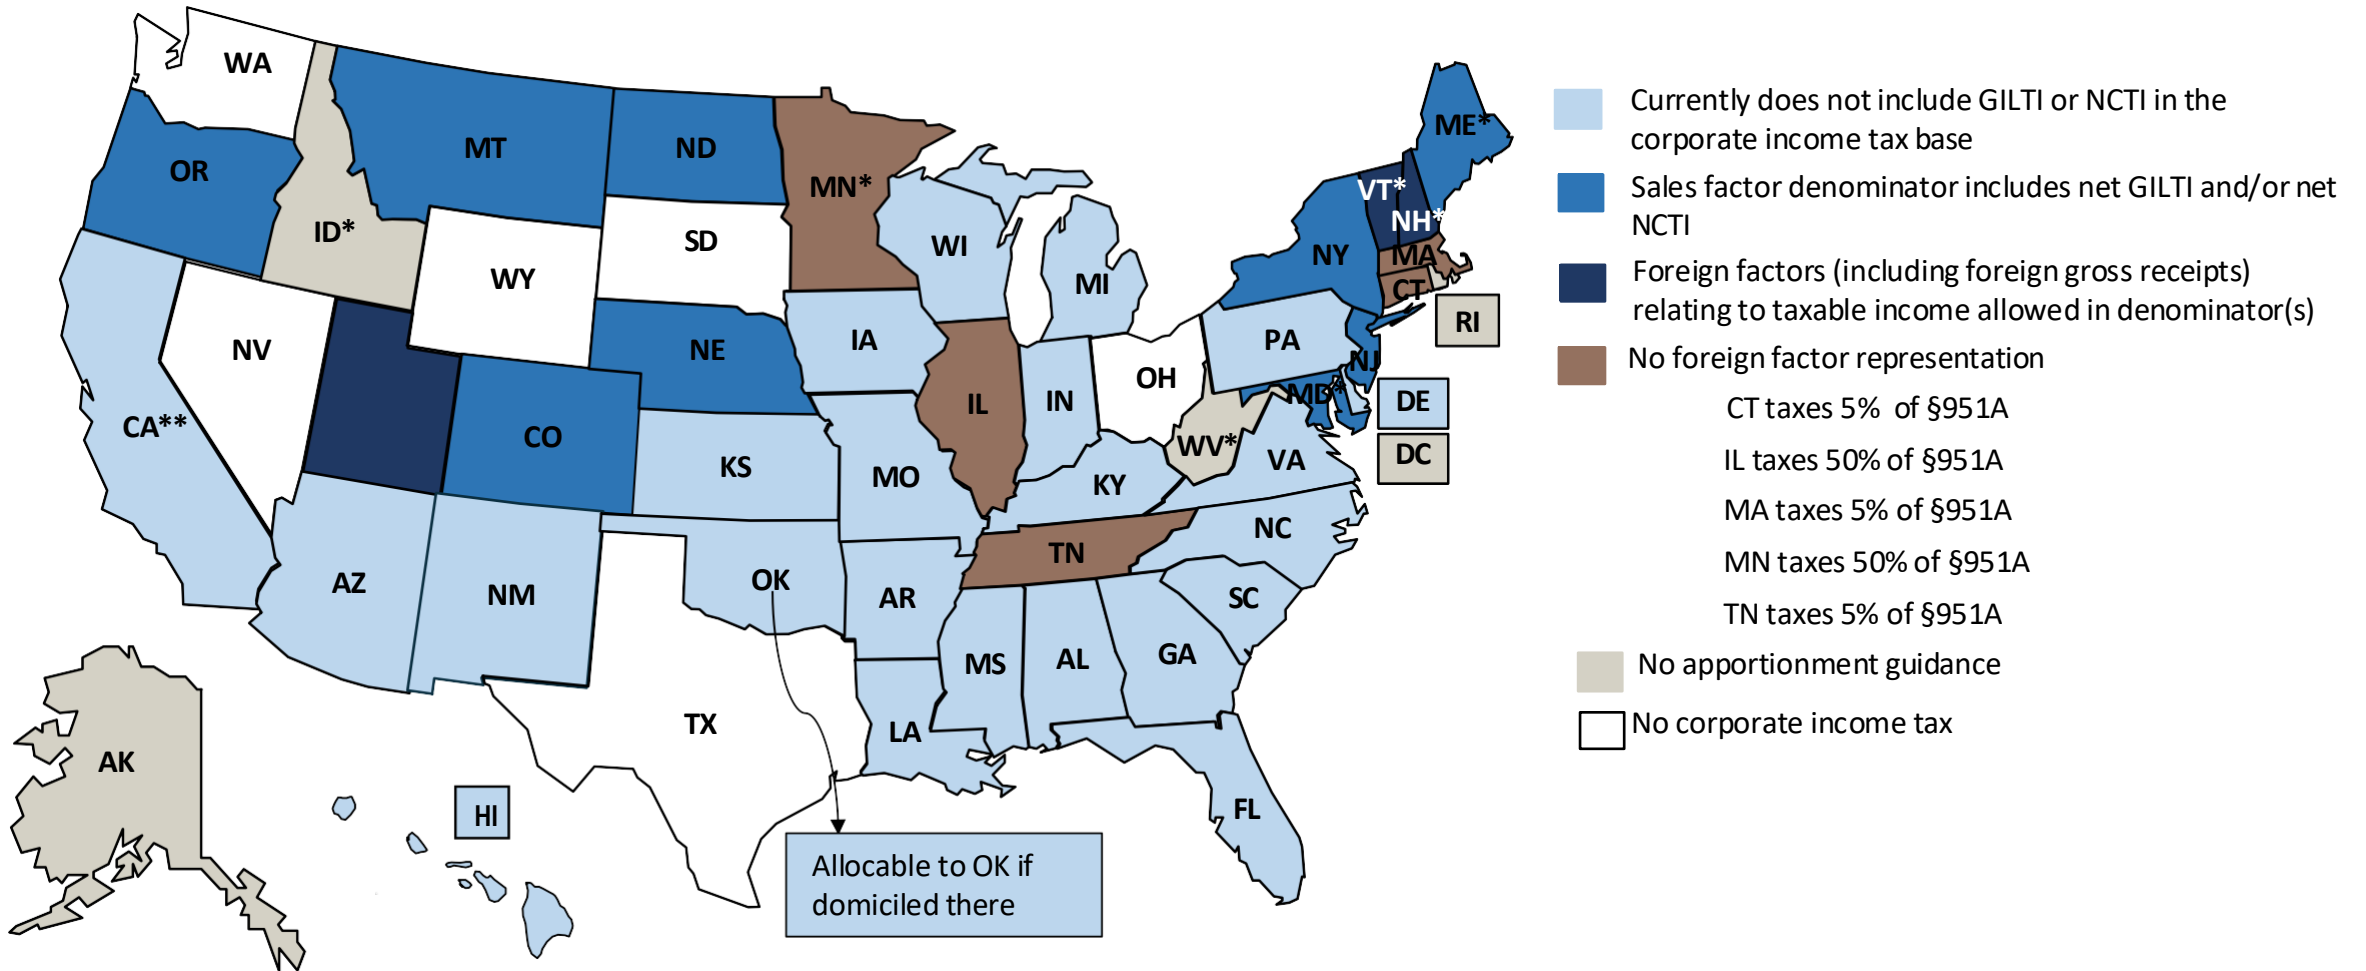 WA
OR
ID*
MT
ND
MN*
WI
MI
SD
WY
NV
CA**
CO
NE
IA
IL
IN
OH
PA
NY
VT*
NH*
ME*
MA
CT
RI
NJ
MD*
DE
DC
WV*
VA
KY
KS
MO
AZ
NM
OK
AR
TN
NC
SC
MS
AL
GA
LA
TX
FL
AK
HI
Allocable to OK if
domiciled there
Currently does not include GILTI or NCTI in the
corporate income tax base
Sales factor denominator includes net GILTI and/or net
NCTI
Foreign factors (including foreign gross receipts)
relating to taxable income allowed in denominator(s)
No foreign factor representation
CT taxes 5% of §951A
IL taxes 50% of §951A
MA taxes 5% of §951A
MN taxes 50% of §951A
TN taxes 5% of §951A
No apportionment guidance
No corporate income tax